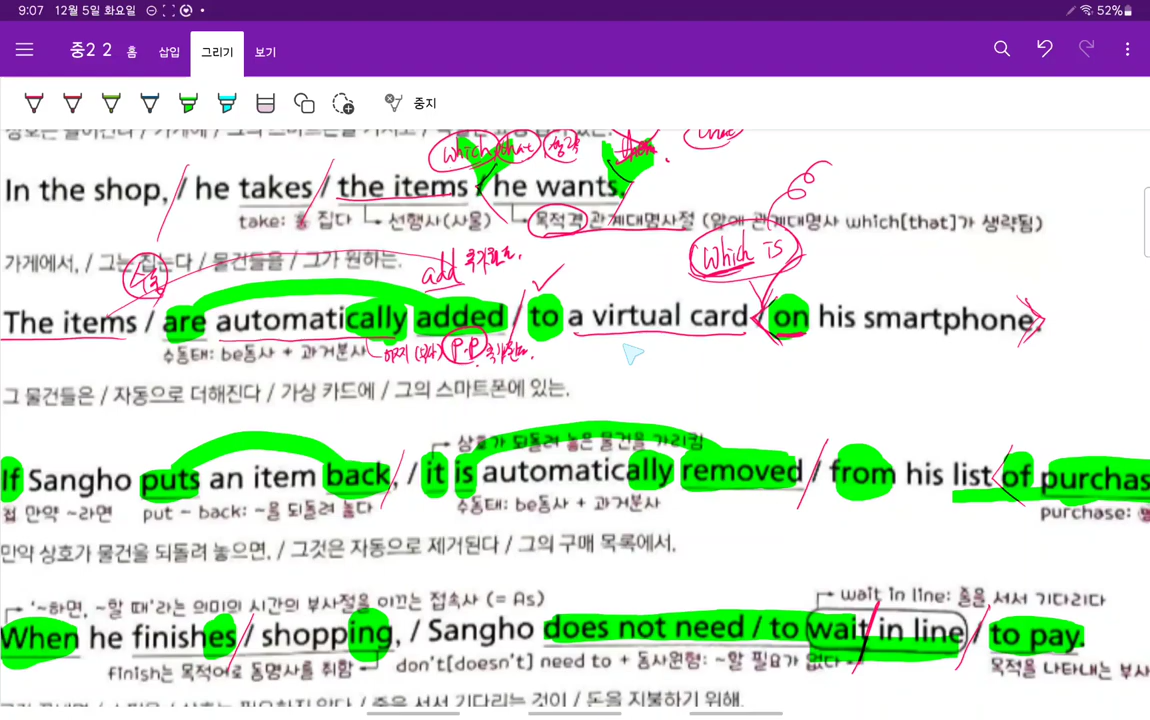 9:07 12월 5일 화요일 52%
중2 2 홈 삽입 그리기 보기
중지
which that 생략
In the shop, / he takes / the items / he wants.
take: 집다 선행사(사물) 목적격 관계대명사절 (앞에 관계대명사 which[that]가 생략됨)
가게에서, / 그는 집는다 / 물건들을 / 그가 원하는.
수동 add 추가하다. Which is
The items / are automatically added / to a virtual card / on his smartphone.
수동태: be동사 + 과거분사 P.P
그 물건들은 / 자동으로 더해진다 / 가상 카드에 / 그의 스마트폰에 있는.
상호가 되돌려 놓은 물건을 가리킴
If Sangho puts an item back, / it is automatically removed / from his list of purchas
접 만약 ~라면 put ~ back: ~을 되돌려 놓다 수동태: be동사 + 과거분사 purchase:
만약 상호가 물건을 되돌려 놓으면, / 그것은 자동으로 제거된다 / 그의 구매 목록에서.
'~하면, ~할 때'라는 의미의 시간의 부사절을 이끄는 접속사 (= As) wait in line: 줄을 서서 기다리다
When he finishes / shopping, / Sangho does not need / to wait in line / to pay.
finish는 목적어로 동명사를 취함 don't[doesn't] need to + 동사원형: ~할 필요가 없다 목적을 나타내는 부사